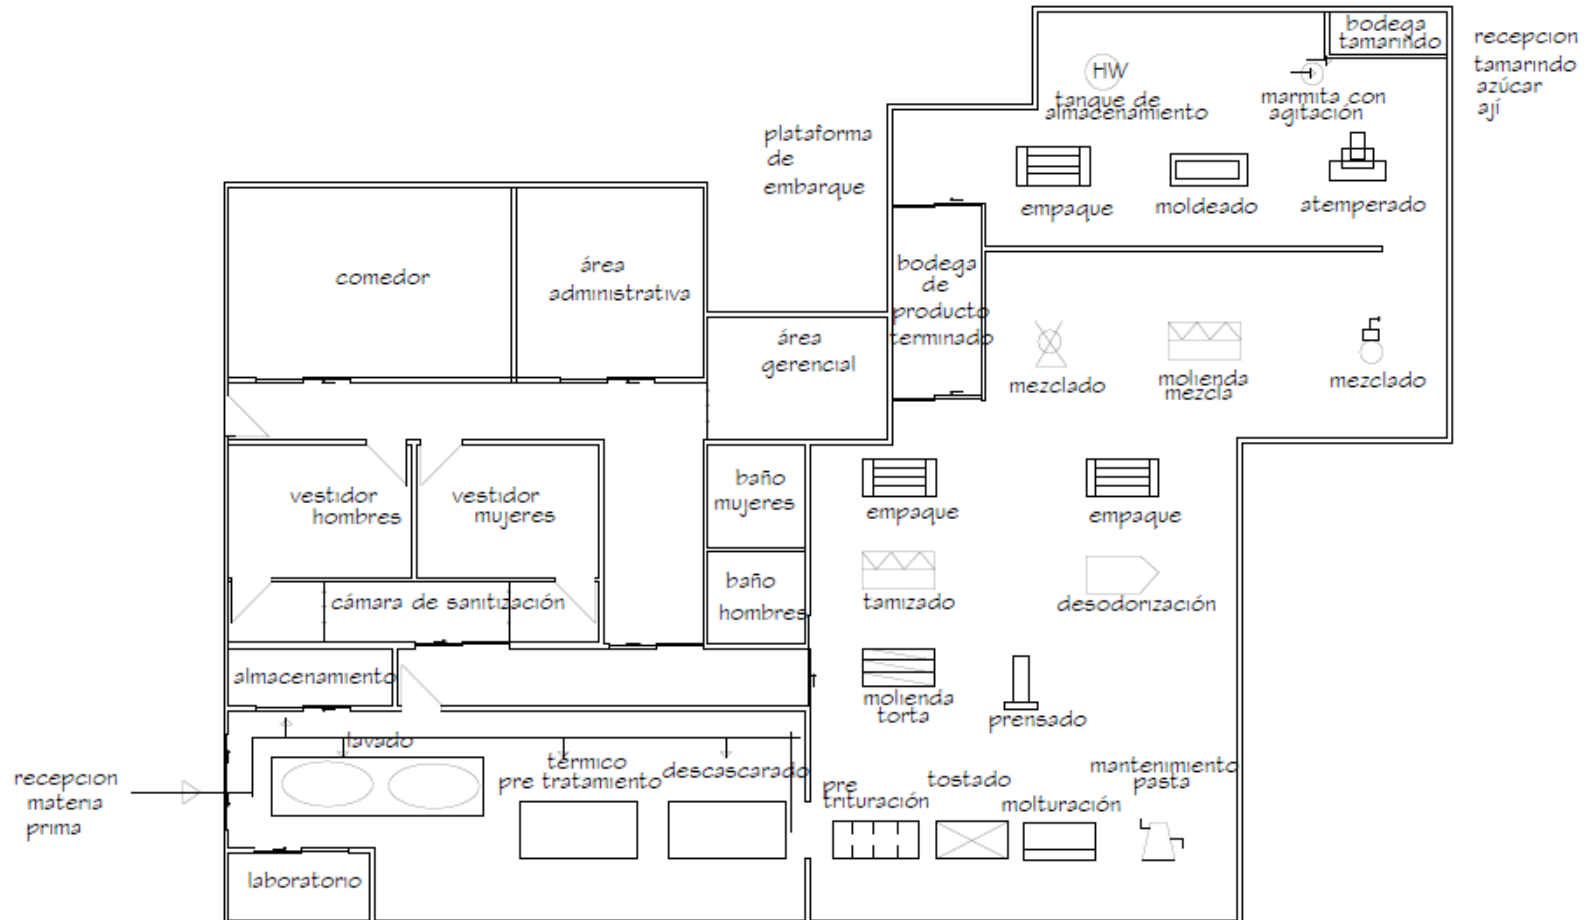 bodega
tamarindo
recepcion
tamarindo
azúcar
ají
HW
tanque de
almacenamiento
marmita con
agitación
plataforma
de
embarque
empaque
moldeado
atemperado
comedor
área
administrativa
bodega
de
producto
terminado
área
gerencial
mezclado
molienda
mezcla
mezclado
vestidor
hombres
vestidor
mujeres
baño
mujeres
empaque
empaque
cámara de sanitización
baño
hombres
tamizado
desodorización
almacenamiento
molienda
torta
prensado
lavado
térmico
pre tratamiento
descascarado
pre
trituración
tostado
molturación
mantenimiento
pasta
recepcion
materia
prima
laboratorio